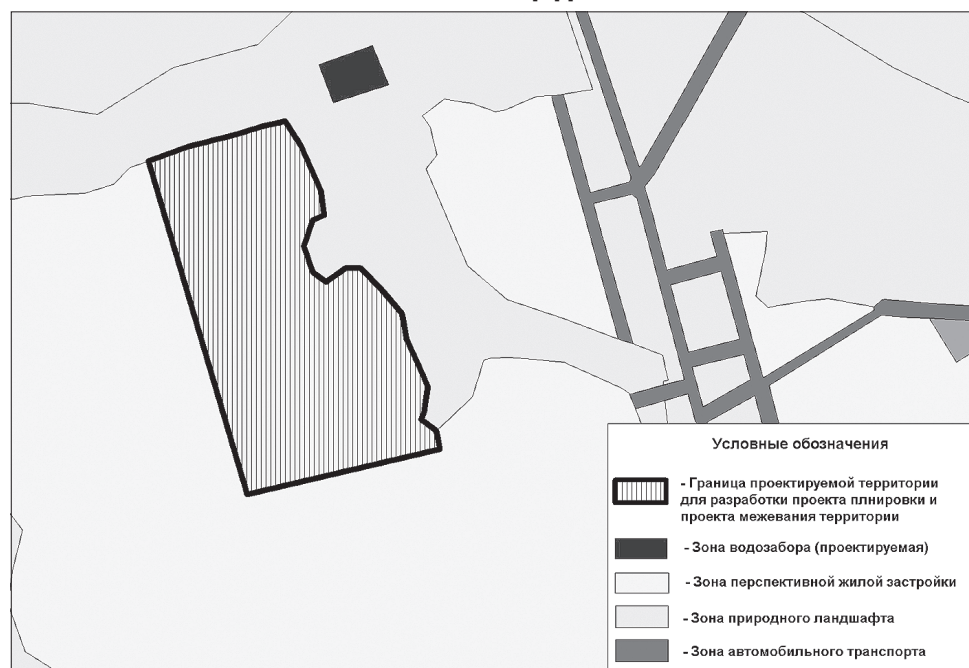 Условные обозначения
- Граница проектируемой территории
для разработки проекта плнировки и
проекта межевания территории
- Зона водозабора (проектируемая)
- Зона перспективной жилой застройки
- Зона природного ландшафта
- Зона автомобильного транспорта